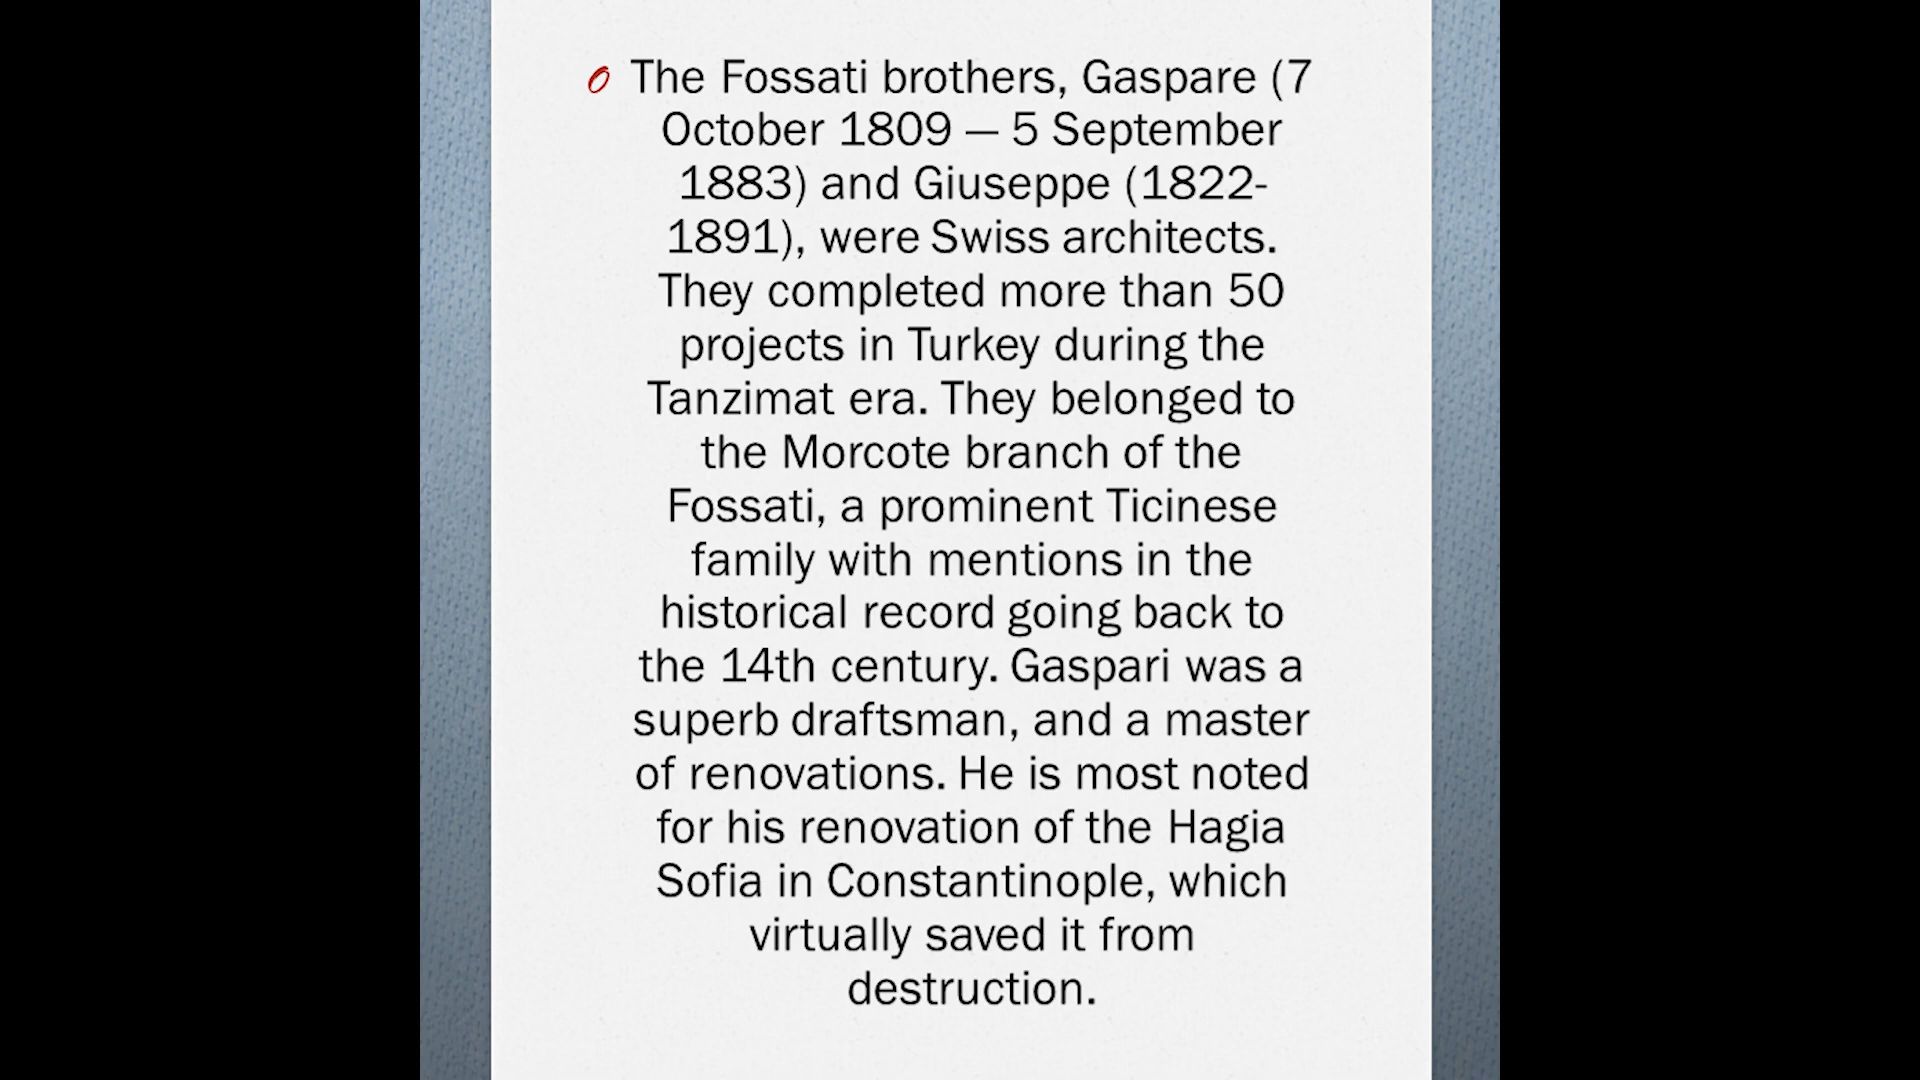 The Fossati brothers, Gaspare (7
October 1809 — 5 September
1883) and Giuseppe (1822-
1891), were Swiss architects.
They completed more than 50
projects in Turkey during the
Tanzimat era. They belonged to
the Morcote branch of the
Fossati, a prominent Ticinese
family with mentions in the
historical record going back to
the 14th century. Gaspari was a
superb draftsman, and a master
of renovations. He is most noted
for his renovation of the Hagia
Sofia in Constantinople, which
virtually saved it from
destruction.